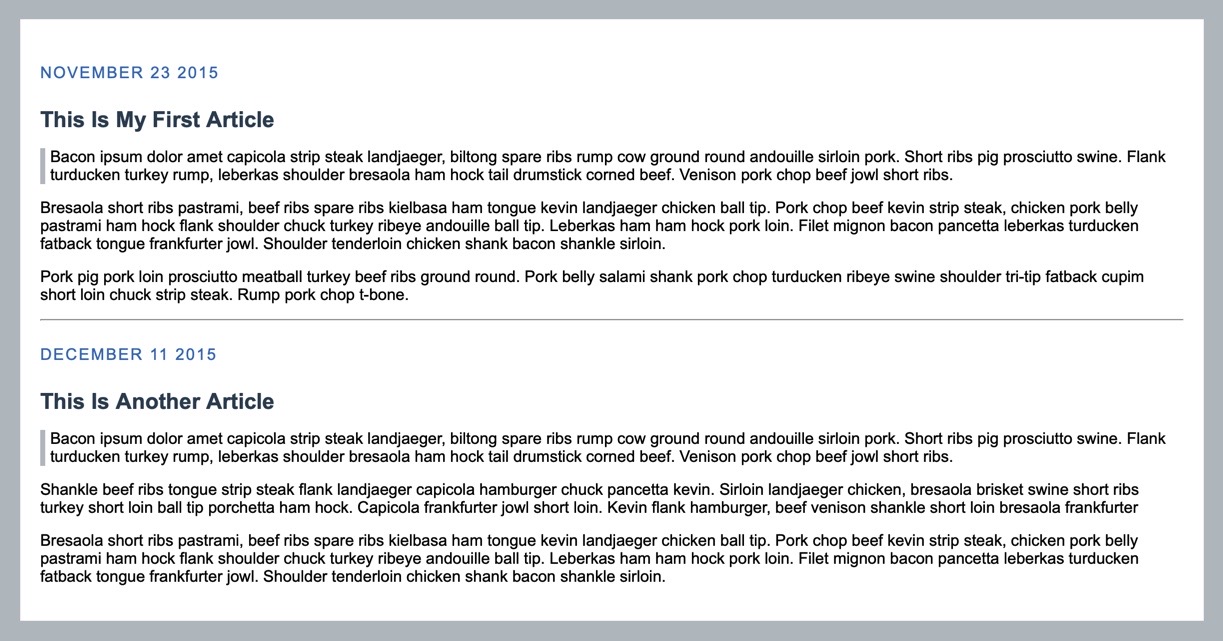 NOVEMBER 23 2015
This Is My First Article
Bacon ipsum dolor amet capicola strip steak landjaeger, biltong spare ribs rump cow ground round andouille sirloin pork. Short ribs pig prosciutto swine. Flank
turducken turkey rump, leberkas shoulder bresaola ham hock tail drumstick corned beef. Venison pork chop beef jowl short ribs.
Bresaola short ribs pastrami, beef ribs spare ribs kielbasa ham tongue kevin landjaeger chicken ball tip. Pork chop beef kevin strip steak, chicken pork belly
pastrami ham hock flank shoulder chuck turkey ribeye andouille ball tip. Leberkas ham ham hock pork loin. Filet mignon bacon pancetta leberkas turducken
fatback tongue frankfurter jowl. Shoulder tenderloin chicken shank bacon shankle sirloin.
Pork pig pork loin prosciutto meatball turkey beef ribs ground round. Pork belly salami shank pork chop turducken ribeye swine shoulder tri-tip fatback cupim
short loin chuck strip steak. Rump pork chop t-bone.
DECEMBER 11 2015
This Is Another Article
Bacon ipsum dolor amet capicola strip steak landjaeger, biltong spare ribs rump cow ground round andouille sirloin pork. Short ribs pig prosciutto swine. Flank
turducken turkey rump, leberkas shoulder bresaola ham hock tail drumstick corned beef. Venison pork chop beef jowl short ribs.
Shankle beef ribs tongue strip steak flank landjaeger capicola hamburger chuck pancetta kevin. Sirloin landjaeger chicken, bresaola brisket swine short ribs
turkey short loin ball tip porchetta ham hock. Capicola frankfurter jowl short loin. Kevin flank hamburger, beef venison shankle short loin bresaola frankfurter
Bresaola short ribs pastrami, beef ribs spare ribs kielbasa ham tongue kevin landjaeger chicken ball tip. Pork chop beef kevin strip steak, chicken pork belly
pastrami ham hock flank shoulder chuck turkey ribeye andouille ball tip. Leberkas ham ham hock pork loin. Filet mignon bacon pancetta leberkas turducken
fatback tongue frankfurter jowl. Shoulder tenderloin chicken shank bacon shankle sirloin.